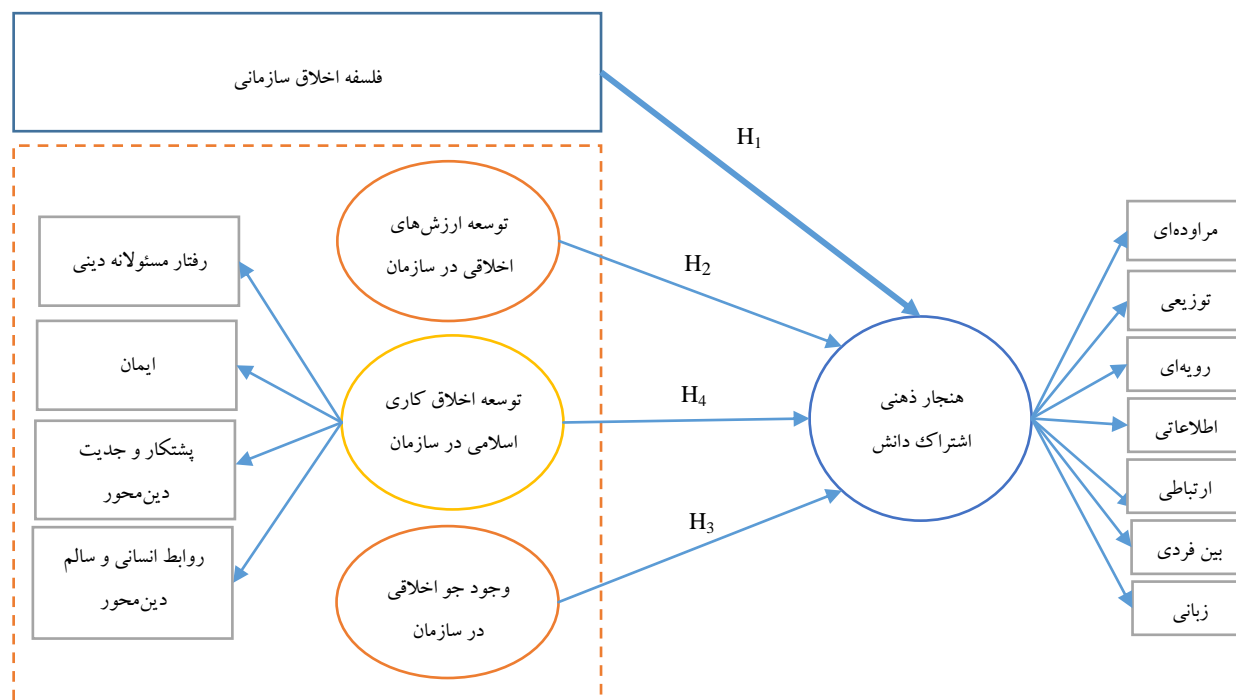 فلسفه اخلاق سازمانی
H₁
توسعه ارزش‌های
اخلاقی در سازمان
H₂
توسعه اخلاق کاری
اسلامی در سازمان
H₄
وجود جو اخلاقی
در سازمان
H₃
رفتار مسئولانه دینی
ایمان
پشتکار و جدیت
دین‌محور
روابط انسانی و سالم
دین‌محور
هنجار ذهنی
اشتراک دانش
مراوده‌ای
توزیعی
رویه‌ای
اطلاعاتی
ارتباطی
بین فردی
زبانی